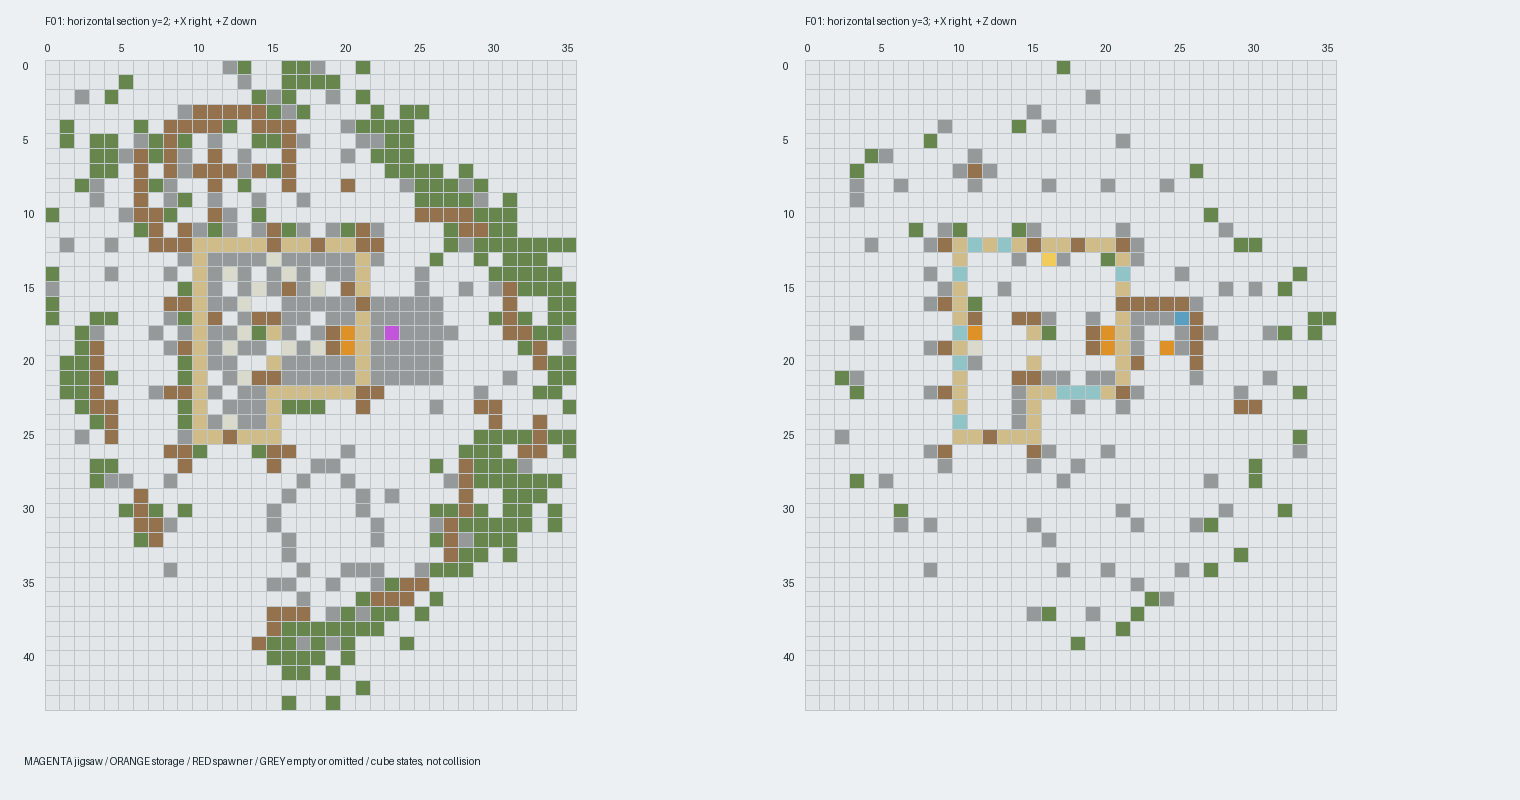 F01: horizontal section y=2; +X right, +Z down
F01: horizontal section y=3; +X right, +Z down
0 5 10 15 20 25 30 35
0 5 10 15 20 25 30 35
0 0
5 5
10 10
15 15
20 20
25 25
30 30
35 35
40 40
MAGENTA jigsaw / ORANGE storage / RED spawner / GREY empty or omitted / cube states, not collision